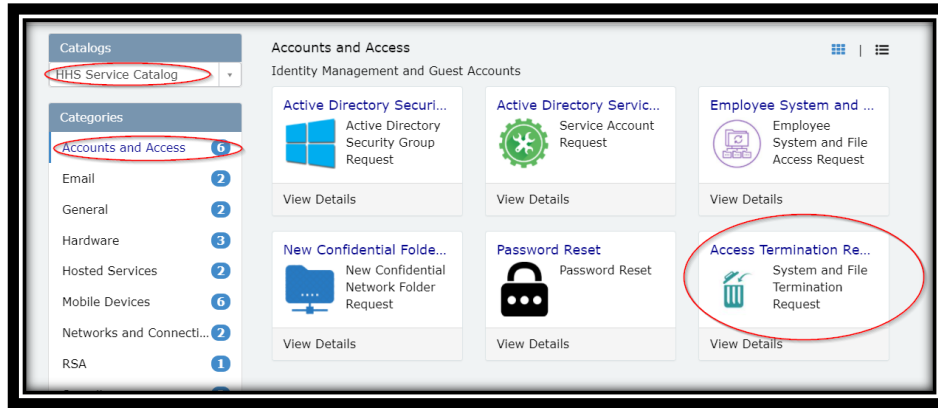 Catalogs
HHS Service Catalog
Categories
Accounts and Access 6
Email 2
General 2
Hardware 3
Hosted Services 2
Mobile Devices 6
Networks and Connecti... 2
RSA 1
Accounts and Access
|
Identity Management and Guest Accounts
Active Directory Securi...
Active Directory
Security Group
Request
View Details
Active Directory Servic...
Service Account
Request
View Details
Employee System and ...
Employee
System and File
Access Request
View Details
New Confidential Folde...
New Confidential
Network Folder
Request
View Details
Password Reset
Password Reset
View Details
Access Termination Re...
System and File
Termination
Request
View Details